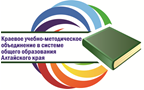 Краевое учебно-методическое
объединение в системе
общего образования
Алтайского края